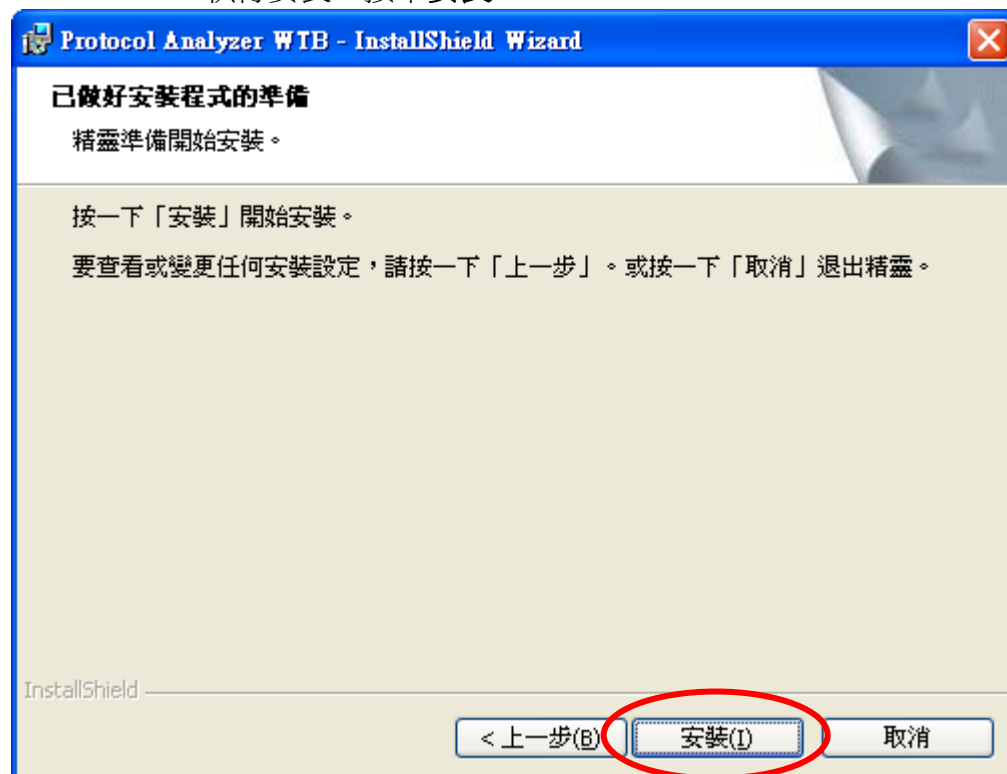 Protocol Analyzer WTB - InstallShield Wizard
已做好安裝程式的準備
精靈準備開始安裝。
按一下「安裝」開始安裝。
要查看或變更任何安裝設定，請按一下「上一步」。或按一下「取消」退出精靈。
InstallShield
< 上一步(B) 安裝(I) 取消